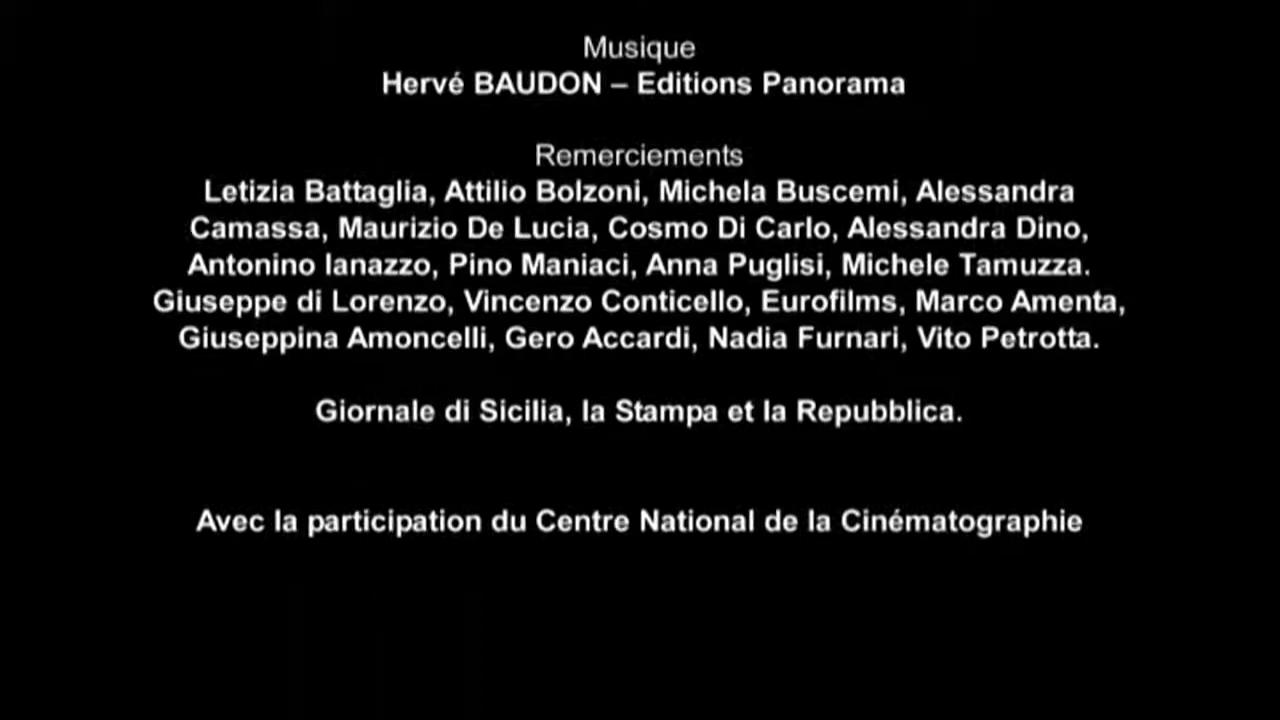 Musique
Hervé BAUDON – Editions Panorama
Remerciements
Letizia Battaglia, Attilio Bolzoni, Michela Buscemi, Alessandra
Camassa, Maurizio De Lucia, Cosmo Di Carlo, Alessandra Dino,
Antonino Ianazzo, Pino Maniaci, Anna Puglisi, Michele Tamuzza.
Giuseppe di Lorenzo, Vincenzo Conticello, Eurofilms, Marco Amenta,
Giuseppina Amoncelli, Gero Accardi, Nadia Furnari, Vito Petrotta.
Giornale di Sicilia, la Stampa et la Repubblica.
Avec la participation du Centre National de la Cinématographie